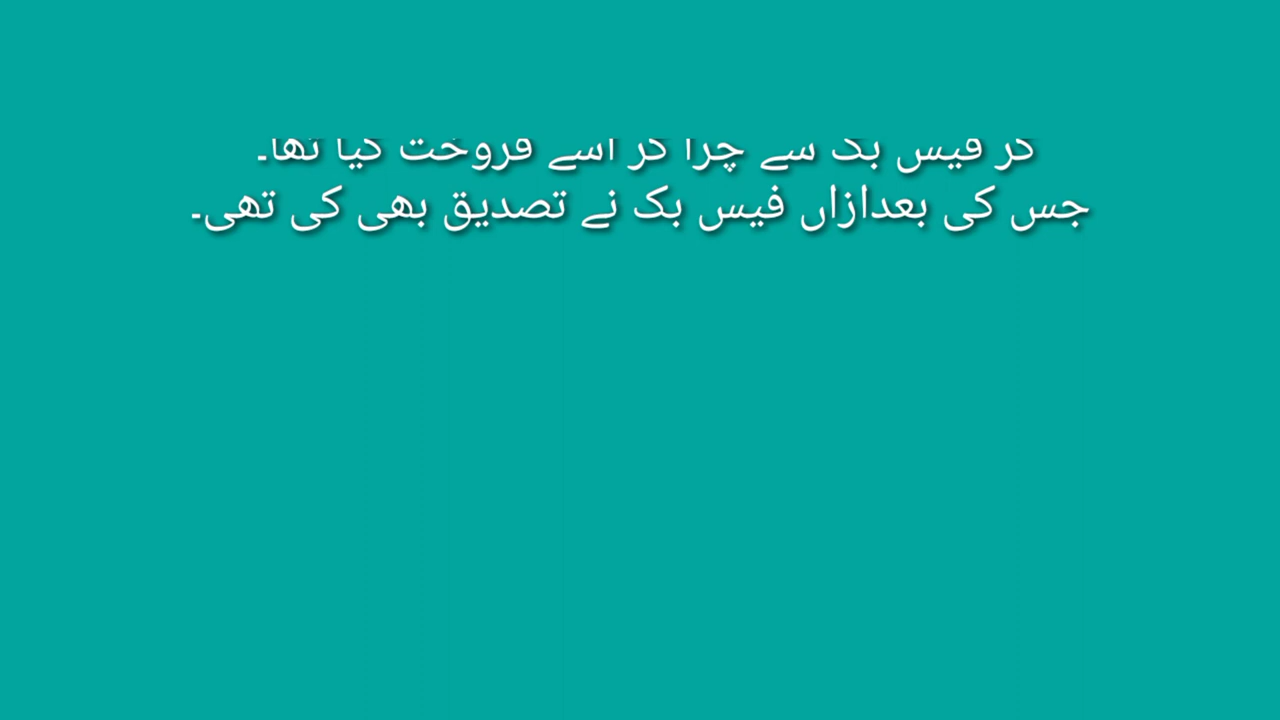 کر فیس بک سے چرا کر اسے فروخت کیا تھا۔
جس کی بعدازاں فیس بک نے تصدیق بھی کی تھی۔